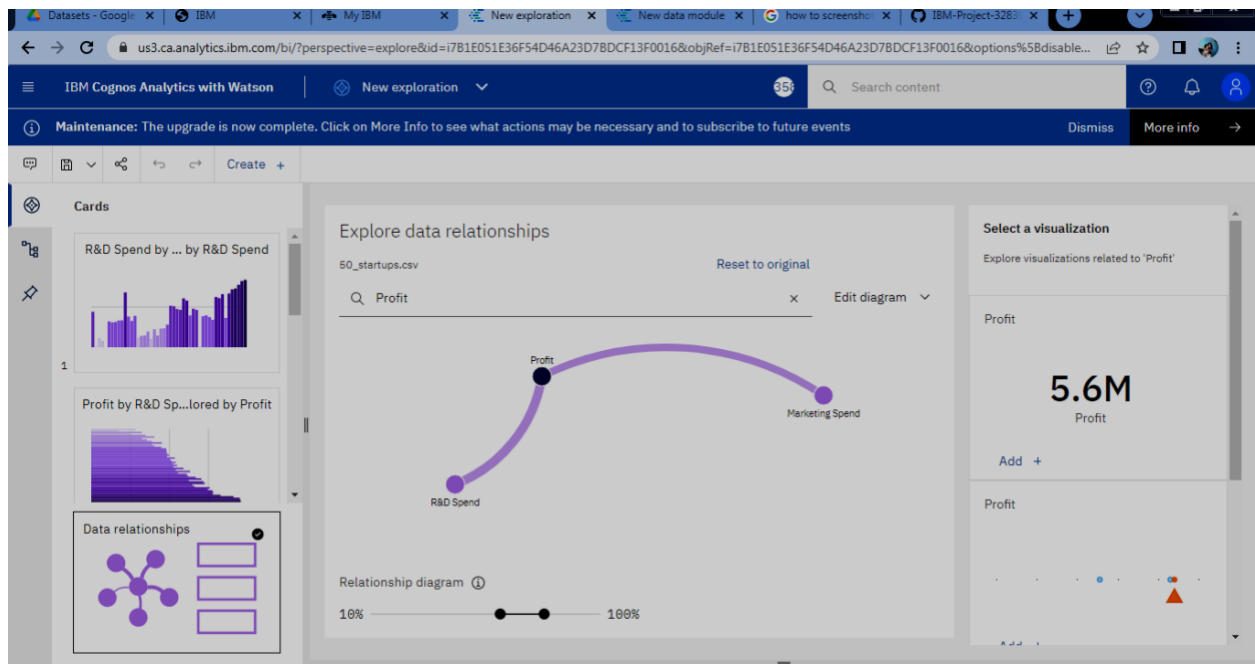 Datasets - Google
IBM
My IBM
New exploration
New data module
how to screensho
IBM-Project-3283
us3.ca.analytics.ibm.com/bi/?perspective=explore&id=i7B1E051E36F54D46A23D7BDCF13F0016&objRef=i7B1E051E36F54D46A23D7BDCF13F0016&options%5Bdisable...
IBM Cognos Analytics with Watson
New exploration
358
Search content
Maintenance: The upgrade is now complete. Click on More Info to see what actions may be necessary and to subscribe to future events
Dismiss
More info
Create +
Cards
R&D Spend by ... by R&D Spend
1
Profit by R&D Sp...lored by Profit
Data relationships
Explore data relationships
50_startups.csv
Reset to original
Profit
Edit diagram
Profit
Marketing Spend
R&D Spend
Relationship diagram
10%
100%
Select a visualization
Explore visualizations related to 'Profit'
Profit
5.6M
Profit
Add +
Profit